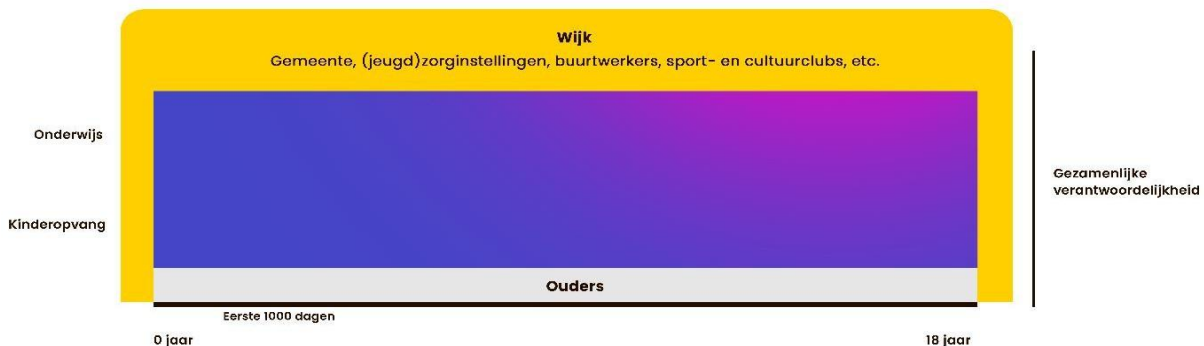 Wijk
Gemeente, (jeugd)zorginstellingen, buurtwerkers, sport- en cultuurclubs, etc.
Onderwijs
Gezamenlijke
verantwoordelijkheid
Kinderopvang
Ouders
Eerste 1000 dagen
0 jaar
18 jaar